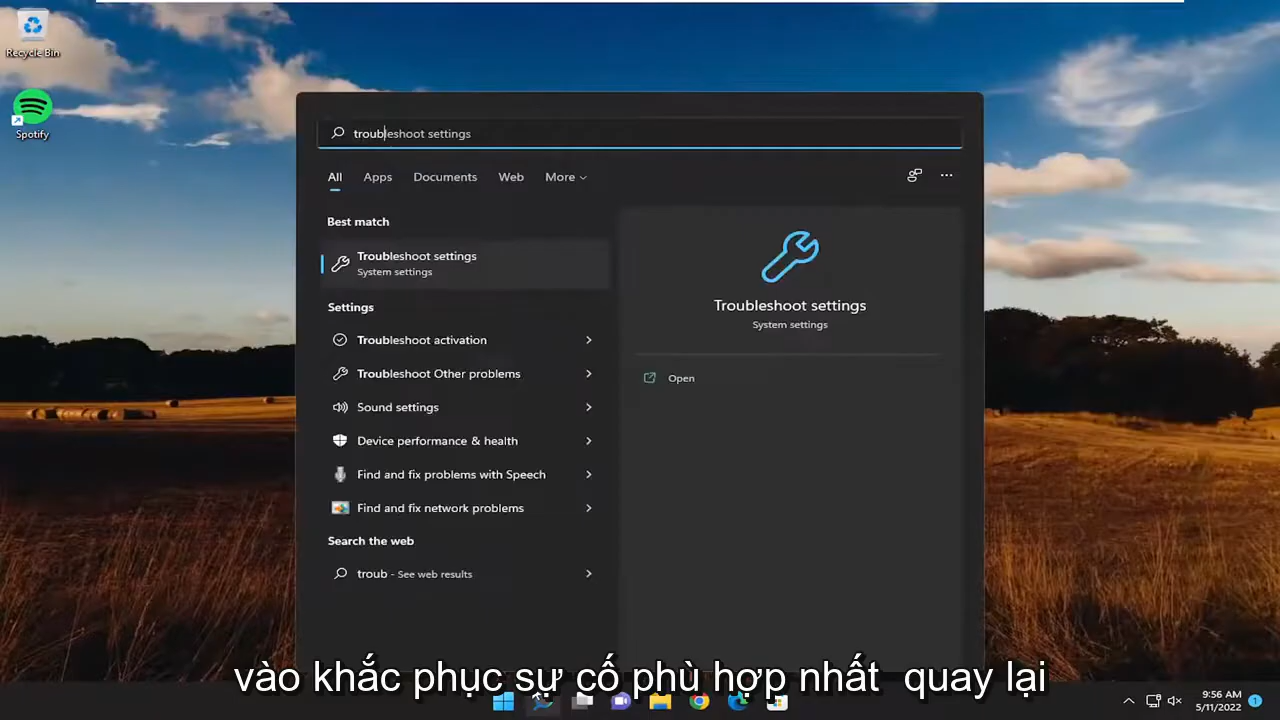 Recycle Bin
Spotify
troubleshoot settings
All Apps Documents Web More
Best match
Troubleshoot settings
System settings
Settings
Troubleshoot activation
Troubleshoot Other problems
Sound settings
Device performance & health
Find and fix problems with Speech
Find and fix network problems
Search the web
troub - See web results
Troubleshoot settings
System settings
Open
vào khắc phục sự cố phù hợp nhất quay lại
9:56 AM
5/11/2022
1